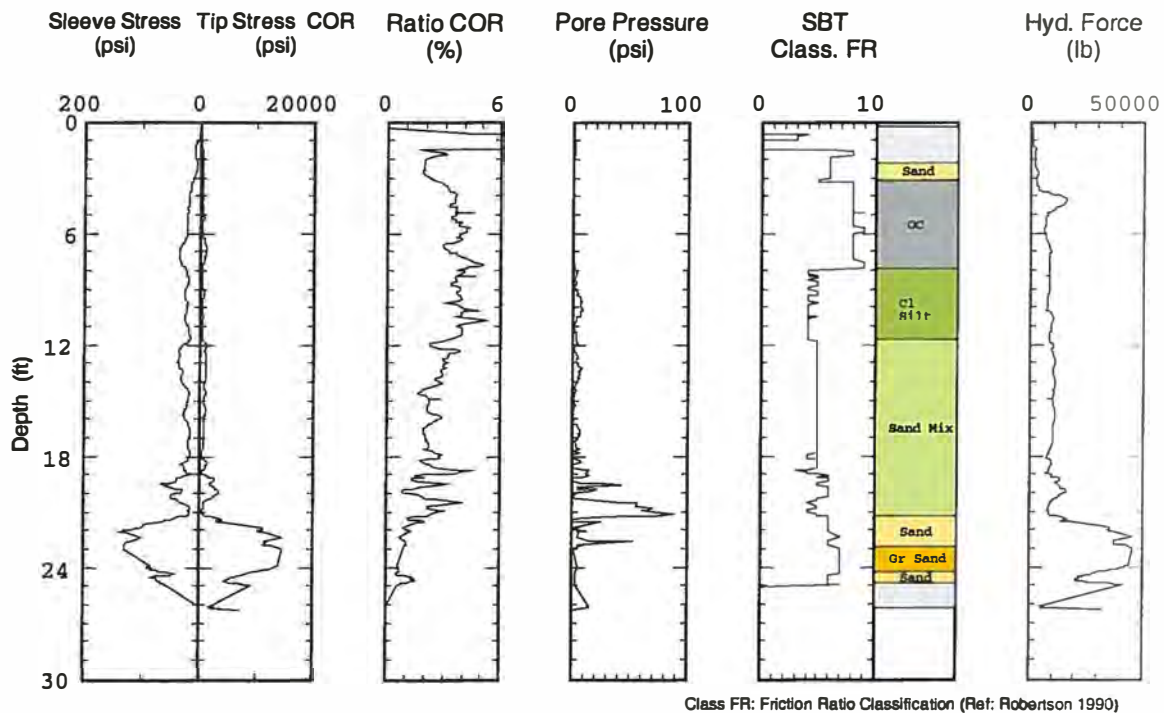 Sleeve Stress Tip Stress COR Ratio COR Pore Pressure SBT Hyd. Force
(psi) (psi) (%) (psi) Class. FR (lb)
200 0 20000 0 6 0 100 0 10 0 50000
0
6
12
18
24
30
Depth (ft)
Sand
OC
Cl
Silt
Sand Mix
Sand
Gr Sand
Sand
Class FR: Friction Ratio Classification (Ref: Robertson 1990)